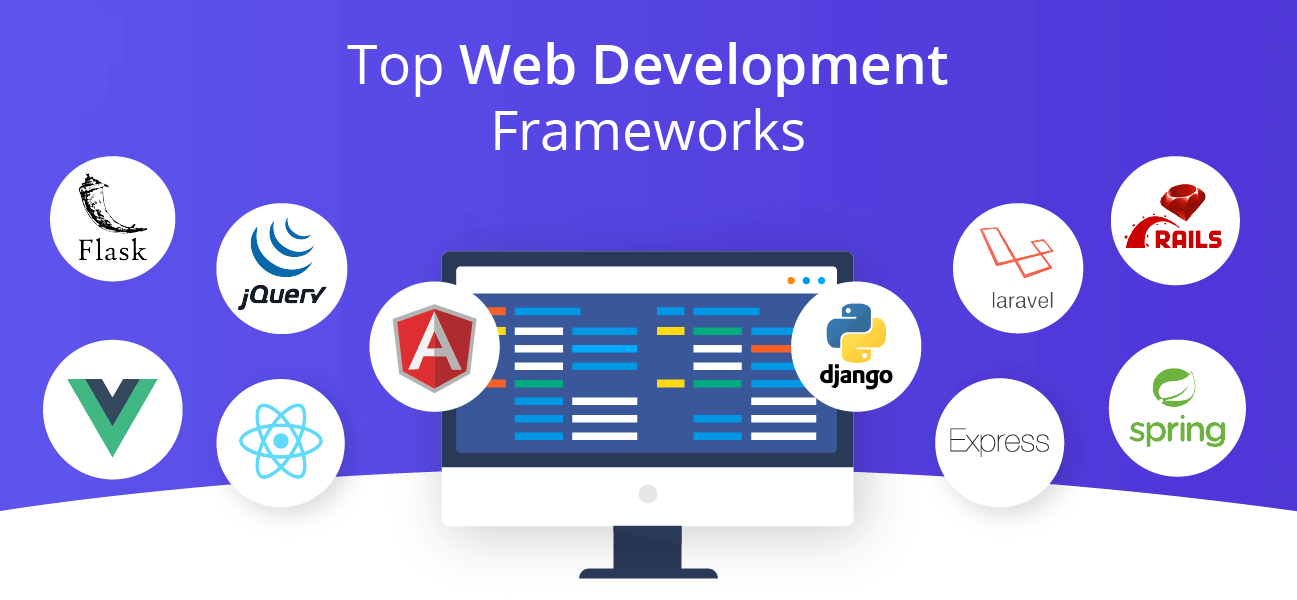 Top Web Development
Frameworks
Flask
jQuery
django
laravel
RAILS
Express
spring